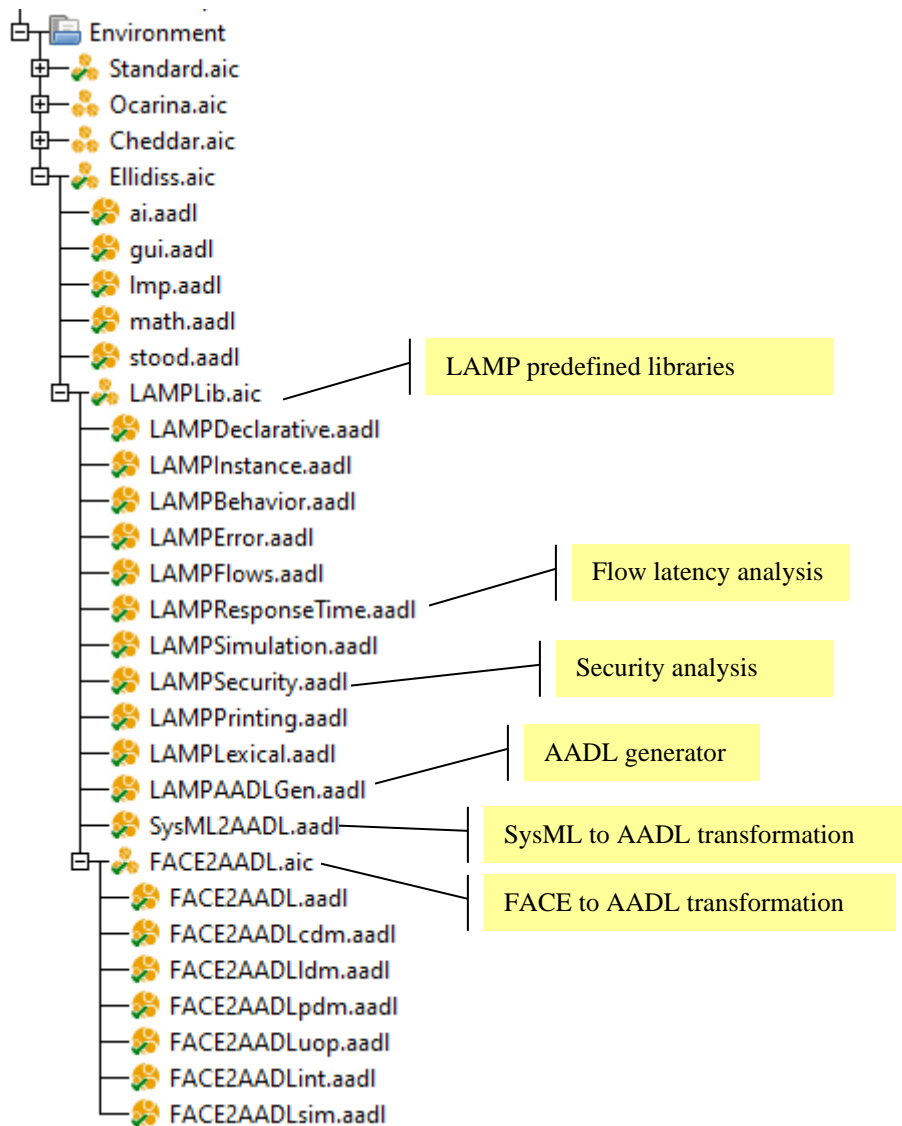 Environment
Standard.aic
Ocarina.aic
Cheddar.aic
Ellidiss.aic
ai.aadl
gui.aadl
lmp.aadl
math.aadl
stood.aadl
LAMP predefined libraries
LAMPLib.aic
LAMPDeclarative.aadl
LAMPInstance.aadl
LAMPBehavior.aadl
LAMPError.aadl
LAMPFlows.aadl
Flow latency analysis
LAMPResponseTime.aadl
LAMPSimulation.aadl
Security analysis
LAMPSecurity.aadl
LAMPPrinting.aadl
LAMPLexical.aadl
AADL generator
LAMPAADLGen.aadl
SysML2AADL.aadl
SysML to AADL transformation
FACE2AADL.aic
FACE to AADL transformation
FACE2AADL.aadl
FACE2AADLcdm.aadl
FACE2AADLldm.aadl
FACE2AADLpdm.aadl
FACE2AADLuop.aadl
FACE2AADLint.aadl
FACE2AADLsim.aadl